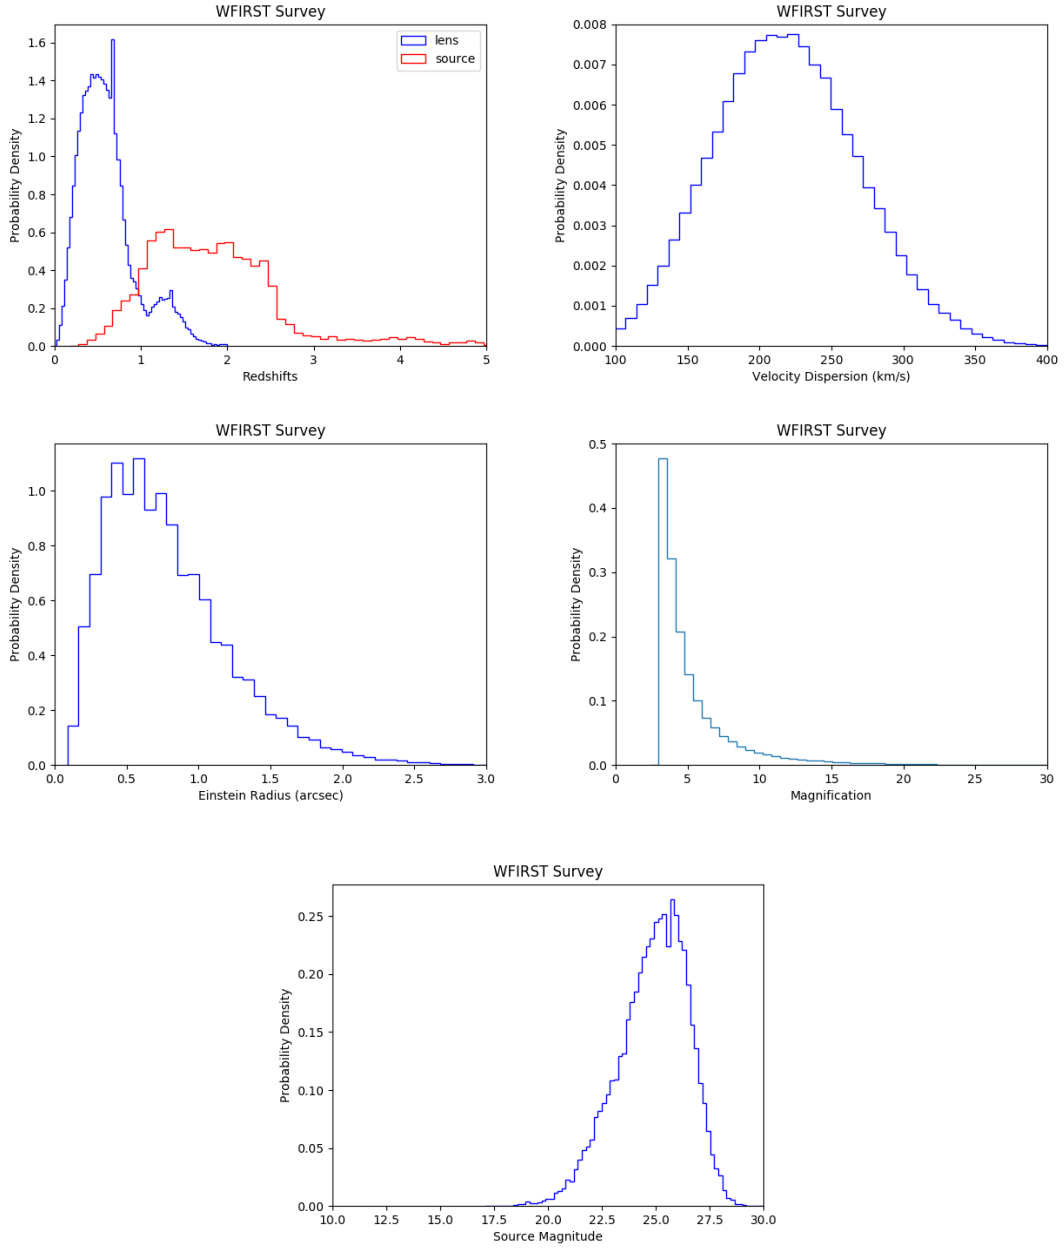 WFIRST Survey
Probability Density
1.6
1.4
1.2
1.0
0.8
0.6
0.4
0.2
0.0
lens
source
0 1 2 3 4 5
Redshifts
WFIRST Survey
Probability Density
0.008
0.007
0.006
0.005
0.004
0.003
0.002
0.001
0.000
100 150 200 250 300 350 400
Velocity Dispersion (km/s)
WFIRST Survey
Probability Density
1.0
0.8
0.6
0.4
0.2
0.0
0.0 0.5 1.0 1.5 2.0 2.5 3.0
Einstein Radius (arcsec)
WFIRST Survey
Probability Density
0.5
0.4
0.3
0.2
0.1
0.0
0 5 10 15 20 25 30
Magnification
WFIRST Survey
Probability Density
0.25
0.20
0.15
0.10
0.05
0.00
10.0 12.5 15.0 17.5 20.0 22.5 25.0 27.5 30.0
Source Magnitude